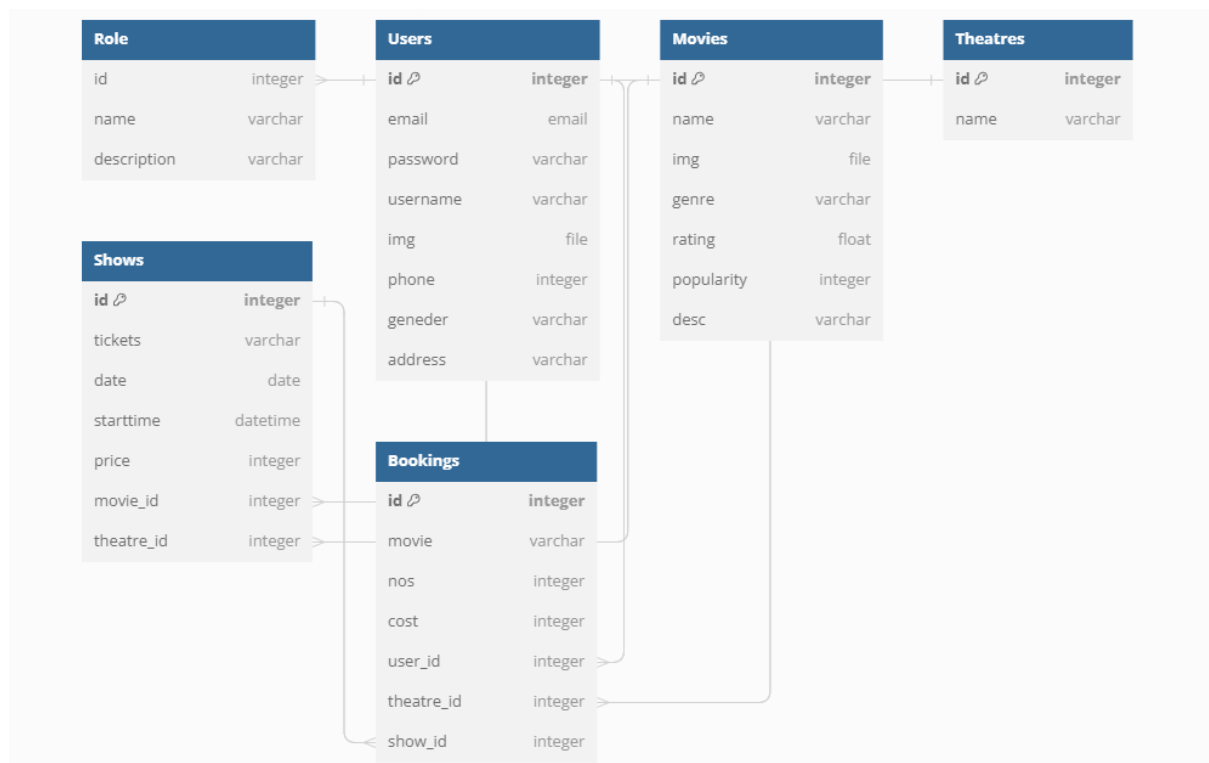 Role
id integer
name varchar
description varchar
Users
id integer
email email
password varchar
username varchar
img file
phone integer
geneder varchar
address varchar
Movies
id integer
name varchar
img file
genre varchar
rating float
popularity integer
desc varchar
Theatres
id integer
name varchar
Shows
id integer
tickets varchar
date date
starttime datetime
price integer
movie_id integer
theatre_id integer
Bookings
id integer
movie varchar
nos integer
cost integer
user_id integer
theatre_id integer
show_id integer